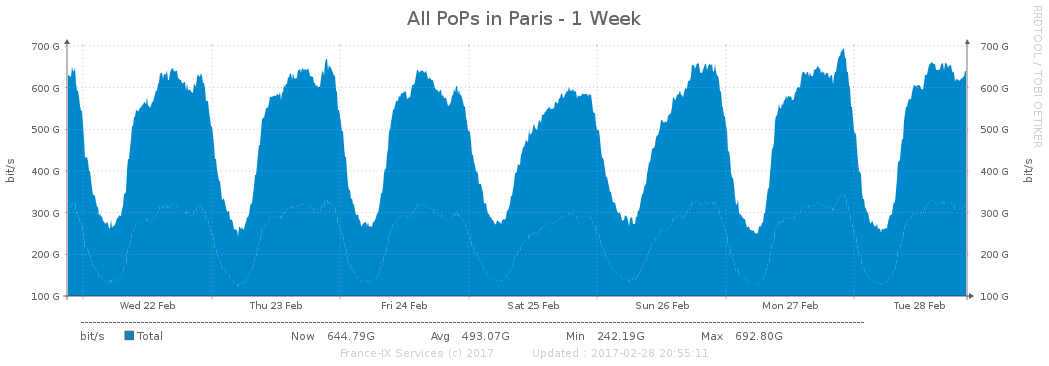 All PoPs in Paris - 1 Week
RRDTOOL / TOBI OETIKER
bit/s
700 G
600 G
500 G
400 G
300 G
200 G
100 G
700 G
600 G
500 G
400 G
300 G
200 G
100 G
bit/s
Wed 22 Feb Thu 23 Feb Fri 24 Feb Sat 25 Feb Sun 26 Feb Mon 27 Feb Tue 28 Feb
bit/s Total Now 644.79G Avg 493.07G Min 242.19G Max 692.80G
France-IX Services (c) 2017 Updated : 2017-02-28 20:55:11